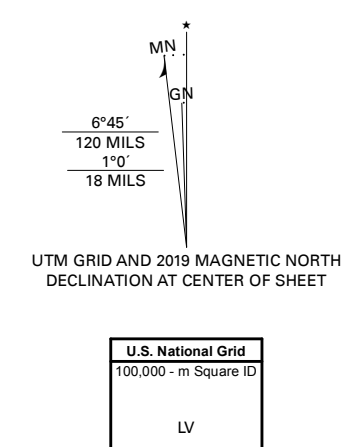 MN
GN
6°45´
120 MILS
1°0´
18 MILS
UTM GRID AND 2019 MAGNETIC NORTH
DECLINATION AT CENTER OF SHEET
U.S. National Grid
100,000 - m Square ID
LV